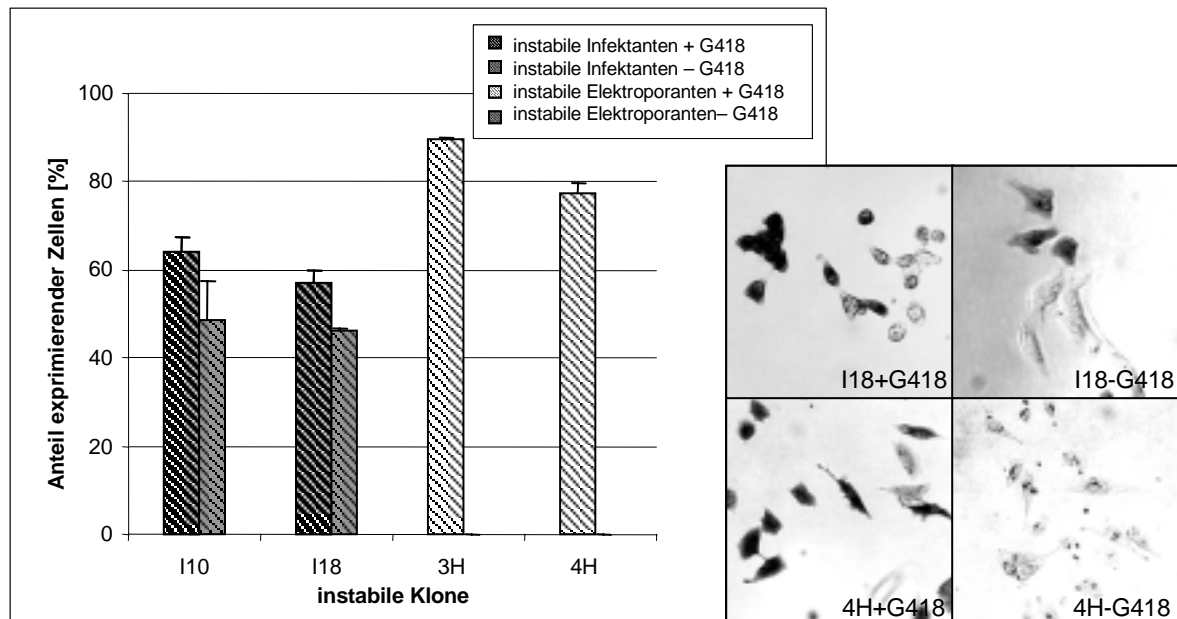 instabile Infektanten + G418
instabile Infektanten – G418
instabile Elektroporanten + G418
instabile Elektroporanten– G418
Anteil exprimierender Zellen [%]
100
80
60
40
20
0
I10 I18 3H 4H
instabile Klone
I18+G418 I18-G418
4H+G418 4H-G418